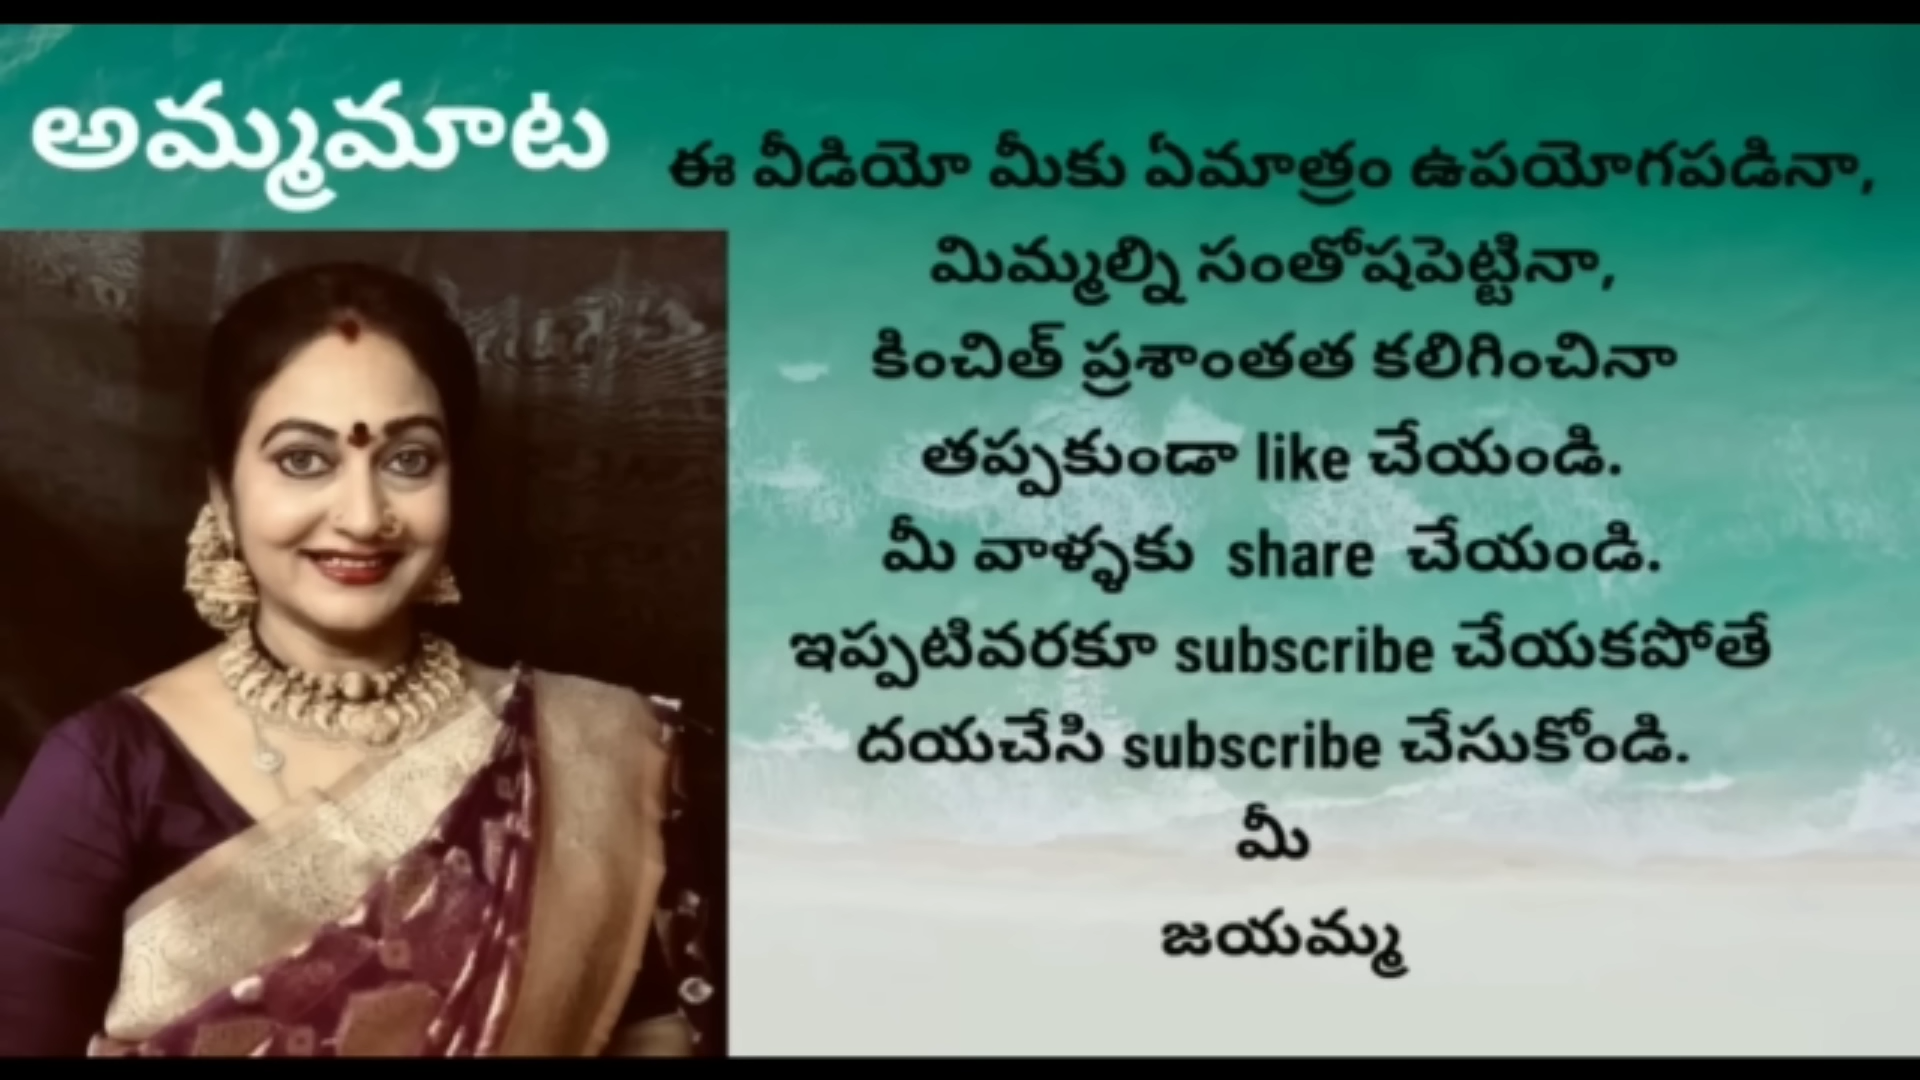 అమ్మమాట
ఈ వీడియో మీకు ఏమాత్రం ఉపయోగపడినా,
మిమ్మల్ని సంతోషపెట్టినా,
కించిత్ ప్రశాంతత కలిగించినా
తప్పకుండా like చేయండి.
మీ వాళ్ళకు share చేయండి.
ఇప్పటివరకూ subscribe చేయకపోతే
దయచేసి subscribe చేసుకోండి.
మీ
జయమ్మ